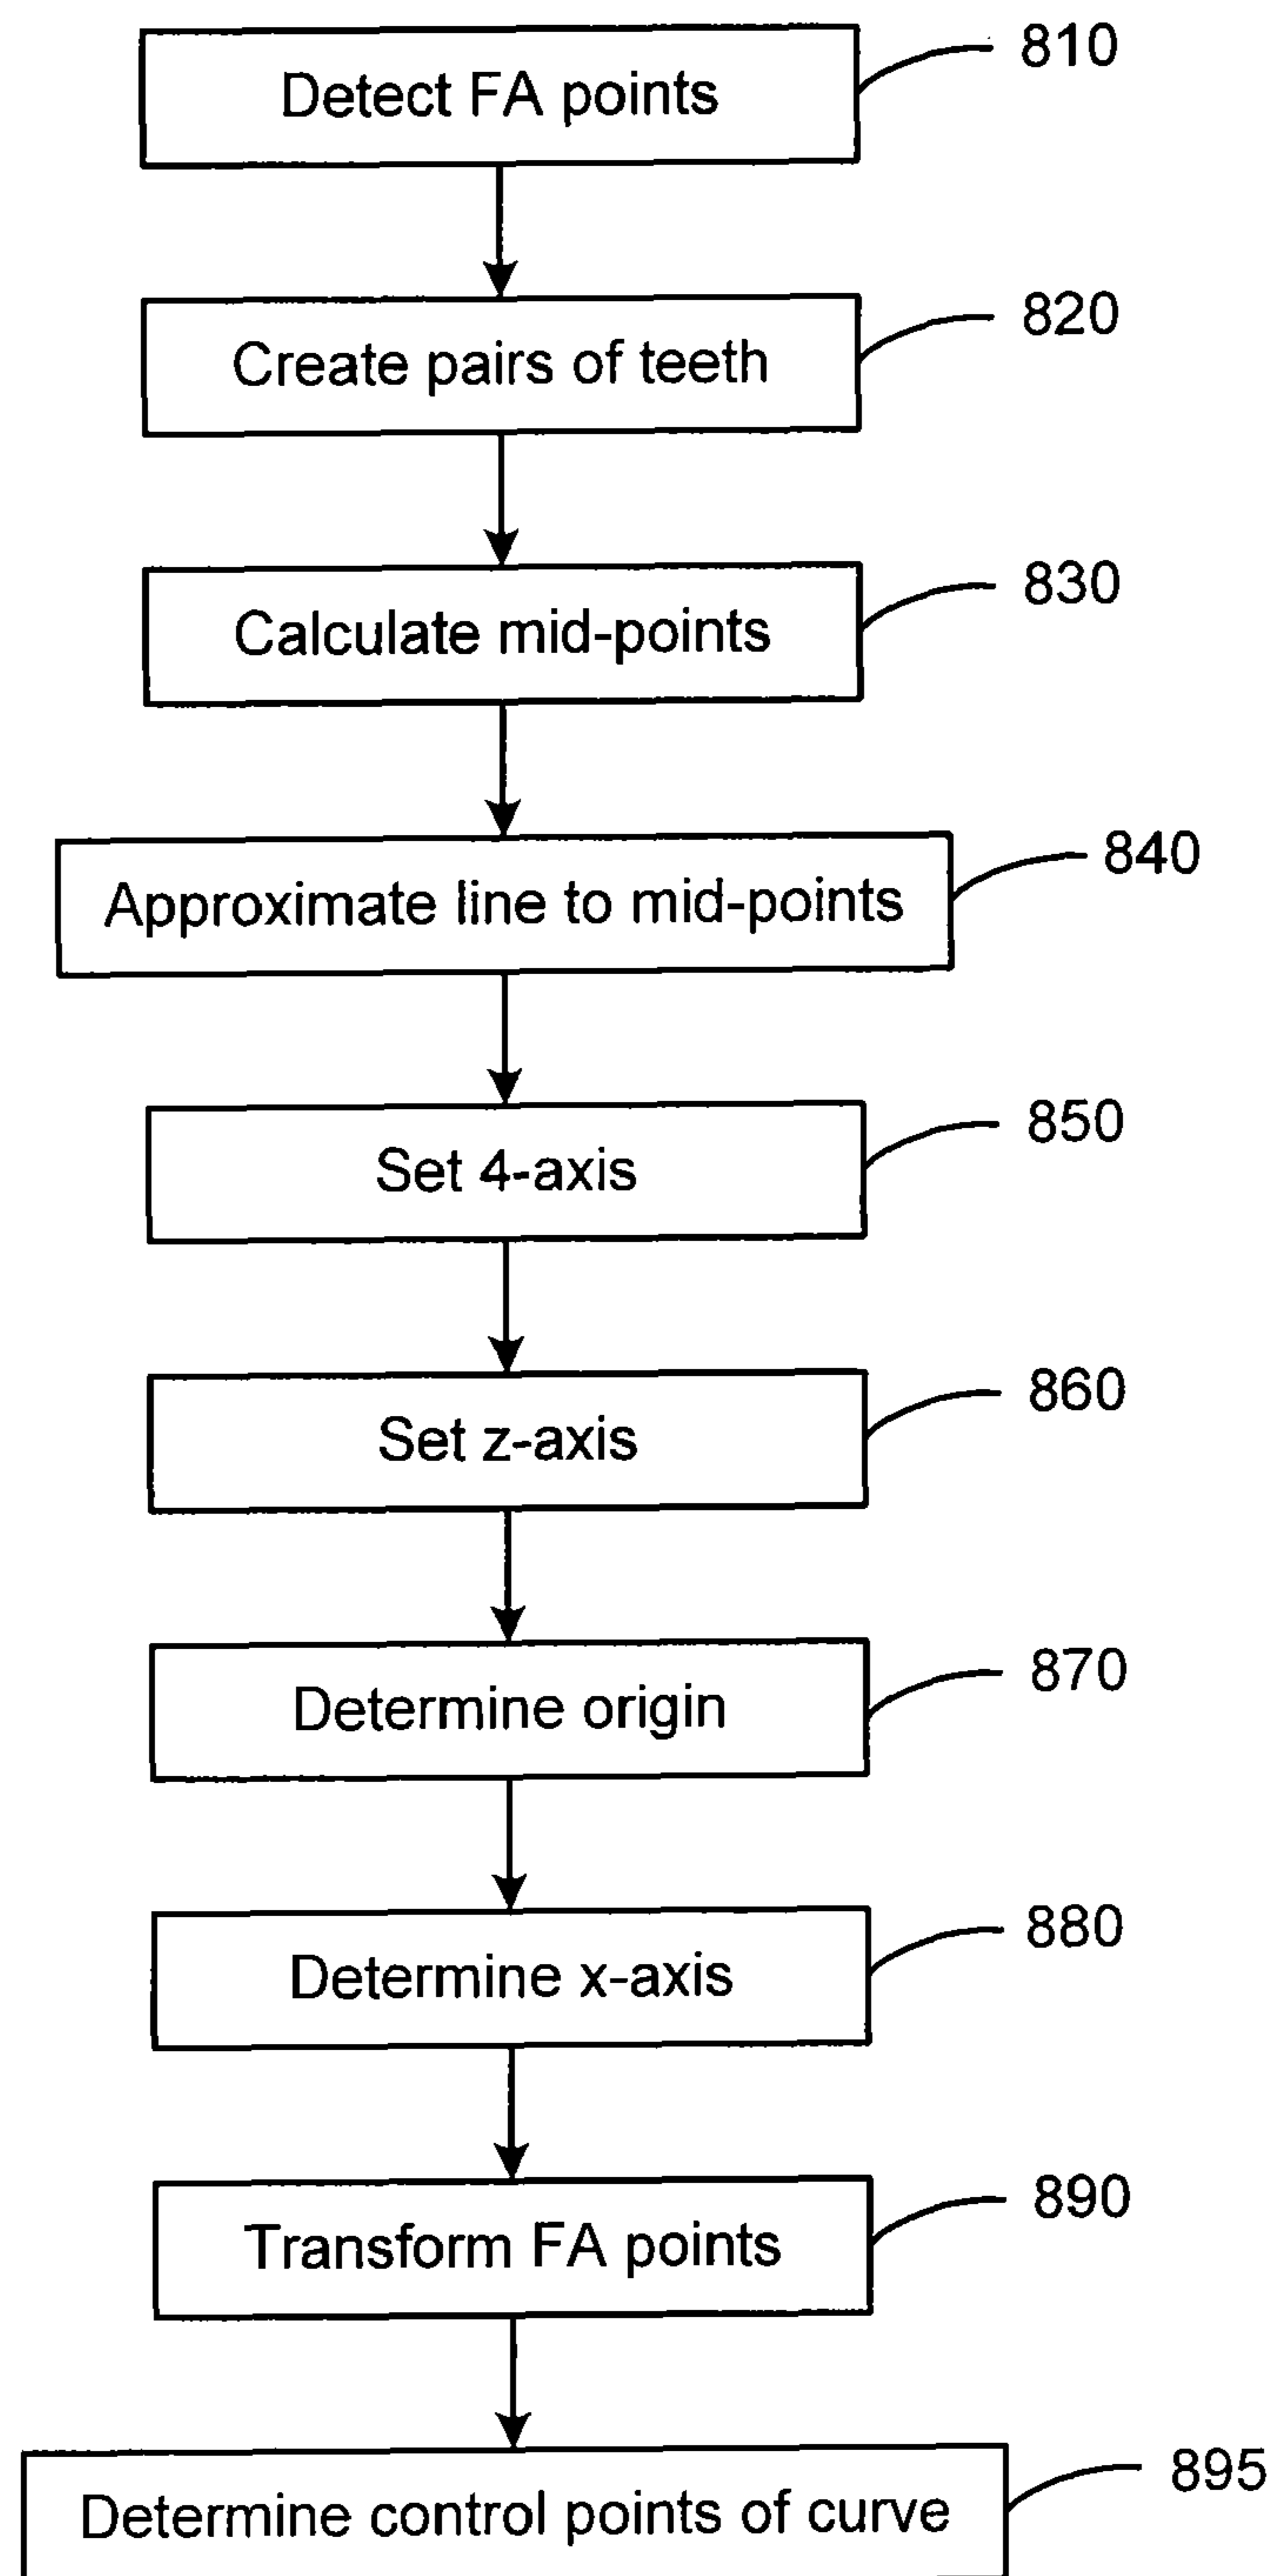 Detect FA points
810
Create pairs of teeth
820
Calculate mid-points
830
Approximate line to mid-points
840
Set 4-axis
850
Set z-axis
860
Determine origin
870
Determine x-axis
880
Transform FA points
890
Determine control points of curve
895